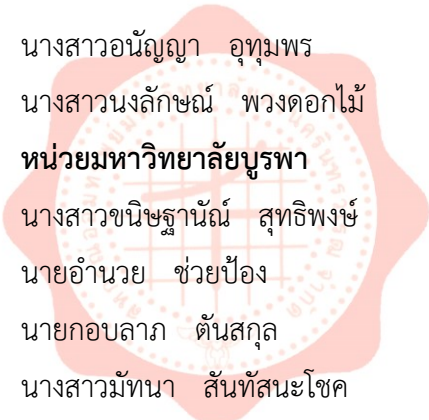 นางสาวอนัญญา อุทุมพร
นางสาวนงลักษณ์ พวงดอกไม้
หน่วยมหาวิทยาลัยบูรพา
นางสาวขนิษฐานัณ์ สุทธิพงษ์
นายอำนวย ช่วยป้อง
นายกอบลาภ ตันสกุล
นางสาวมัทนา สันทัสนะโชค